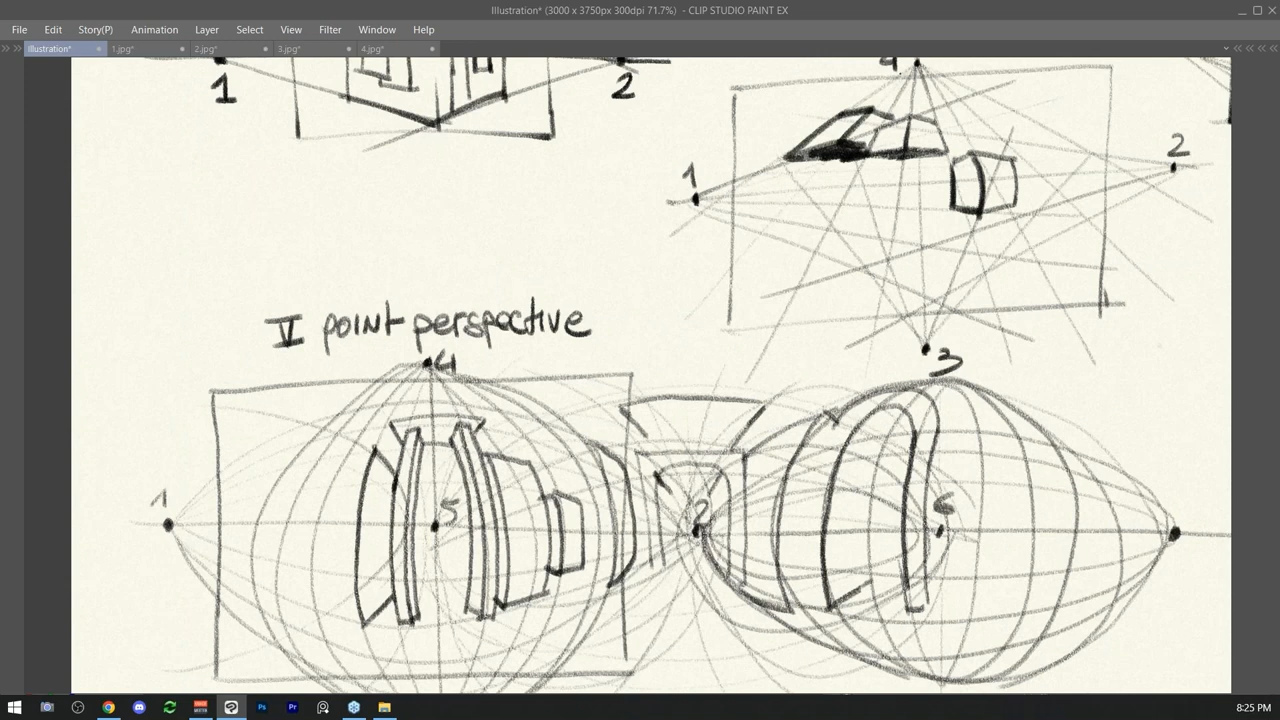 Illustration* (3000 x 3750px 300dpi 71.7%) - CLIP STUDIO PAINT EX
File Edit Story(P) Animation Layer Select View Filter Window Help
Illustration* 1.jpg* 2.jpg* 3.jpg* 4.jpg*
1 2
4
1 2
3
V point perspective
4
1 5 2 6
8:25 PM